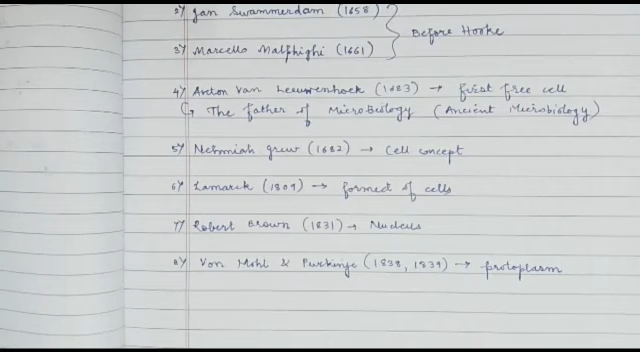 2) Jan Swammerdam (1658)
Before Hooke
3) Marcello Malphighi (1661)
4) Anton Van Leeuwenhoek (1683) → first free cell
↳ The father of MicroBiology (Ancient Microbiology)
5) Nehmiah grew (1682) → Cell concept
6) Lamarck (1809) → formed of cells
7) Robert Brown (1831) → Nucleus
8) Von Mohl & Purkinje (1838, 1839) → protoplasm